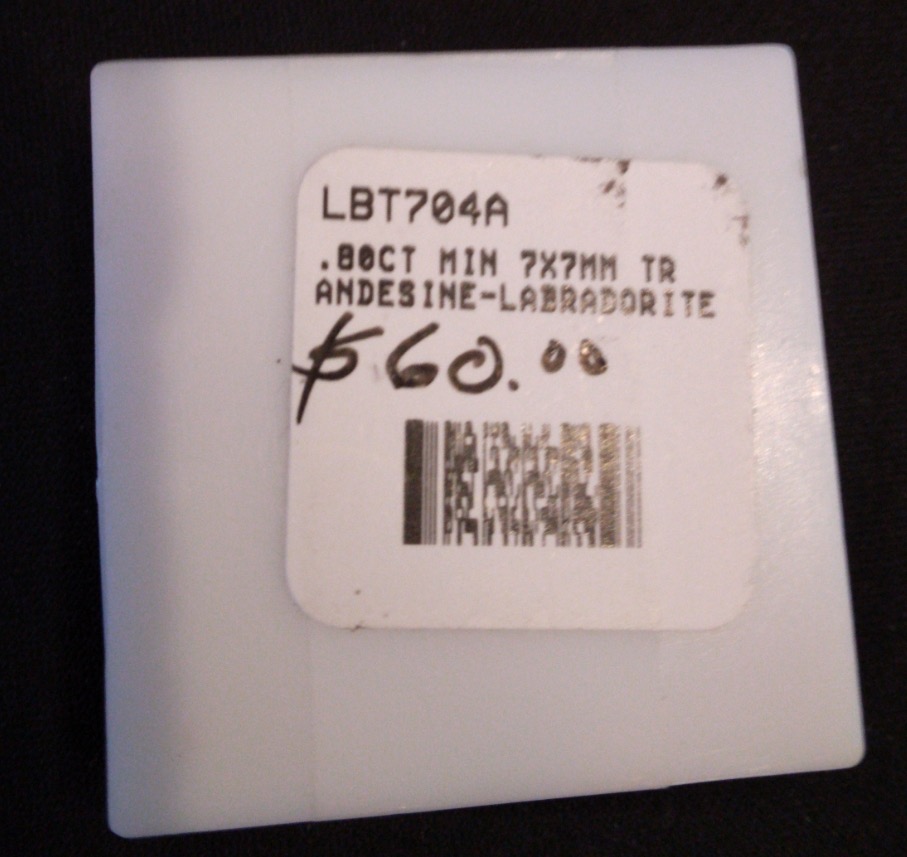 LBT704A
.80CT MIN 7X7MM TR
ANDESINE-LABRADORITE
$60.00